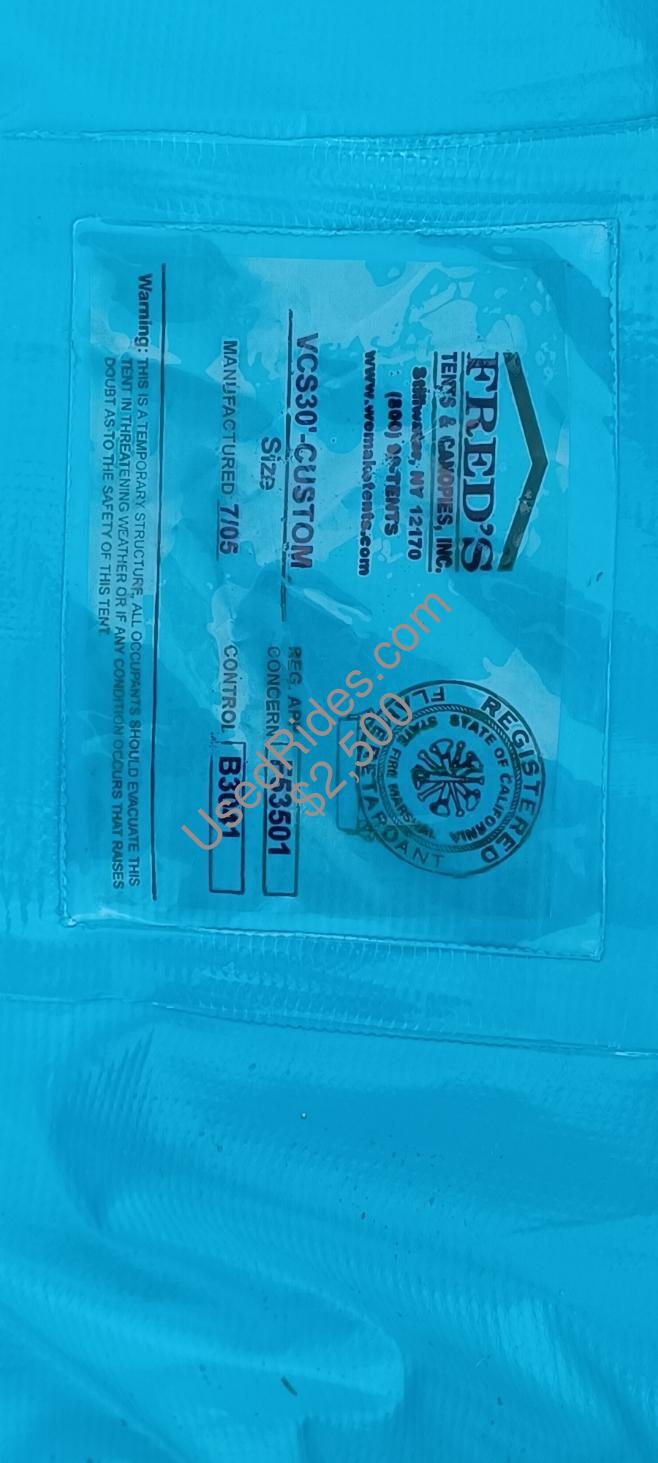 FRED'S
TENTS & CANOPIES, INC.
Stillwater, NY 12170
(800) 98-TENTS
www.wemaketents.com
REGISTERED
STATE OF CALIFORNIA
FIRE MARSHAL
VCS30'-CUSTOM
Size
REG.
CONCERN 53501
MANUFACTURED 7/05
CONTROL
Warning: THIS IS A TEMPORARY STRUCTURE, ALL OCCUPANTS SHOULD EVACUATE THIS
TENT IN THREATENING WEATHER OR IF ANY CONDITION OCCURS THAT RAISES
DOUBT AS TO THE SAFETY OF THIS TENT.
UsedRides.com
$2,500